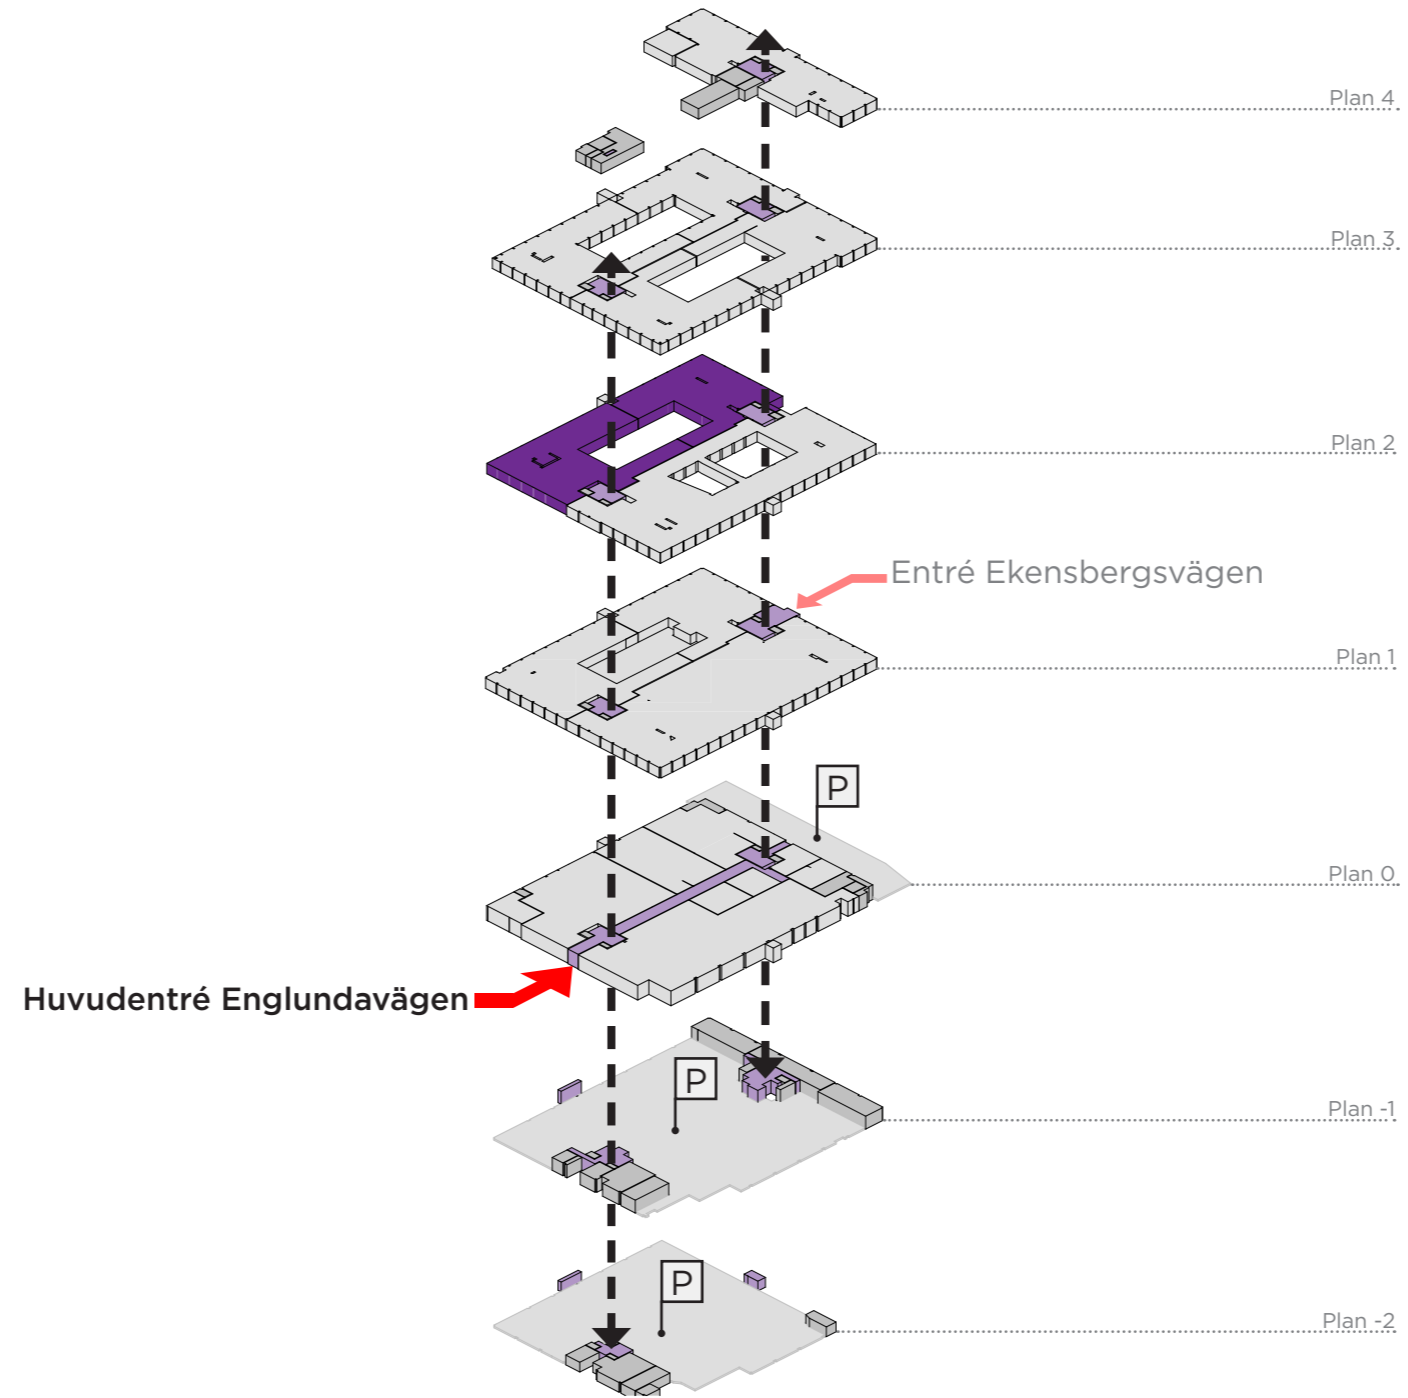 Plan 4
Plan 3
Plan 2
Entré Ekensbergsvägen
Plan 1
P
Plan 0
Huvudentré Englundavägen
P
Plan -1
P
Plan -2